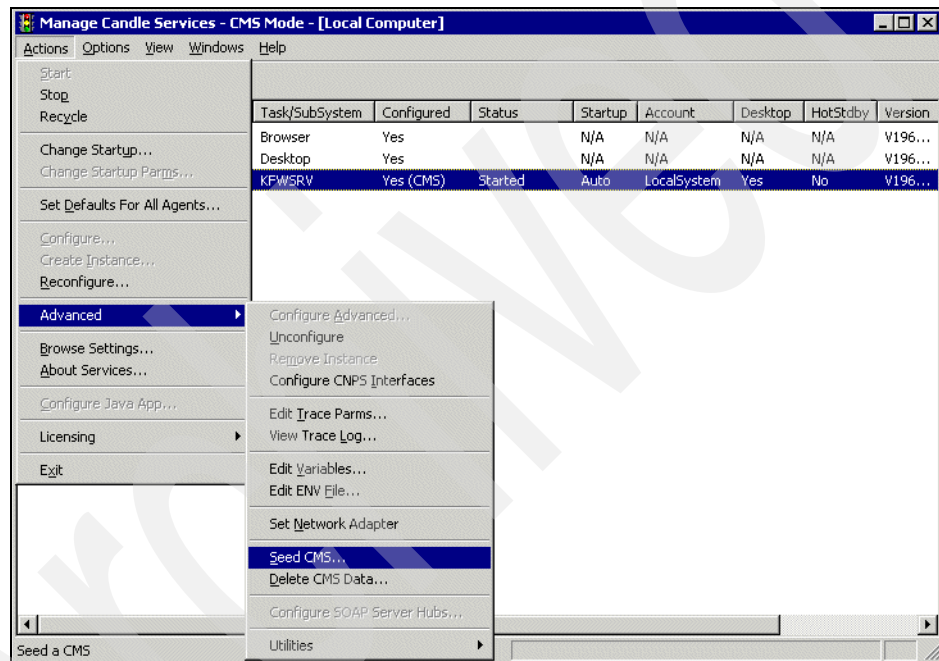 Manage Candle Services - CMS Mode - [Local Computer]
Actions Options View Windows Help
Start
Stop
Recycle
Change Startup...
Change Startup Parms...
Set Defaults For All Agents...
Configure...
Create Instance...
Reconfigure...
Advanced
Browse Settings...
About Services...
Configure Java App...
Licensing
Exit
Task/SubSystem Configured Status Startup Account Desktop HotStdby Version
Browser Yes N/A N/A N/A N/A V196...
Desktop Yes N/A N/A N/A N/A V196...
KFWSRV Yes (CMS) Started Auto LocalSystem Yes No V196...
Configure Advanced...
Unconfigure
Remove Instance
Configure CNPS Interfaces
Edit Trace Parms...
View Trace Log...
Edit Variables...
Edit ENV File...
Set Network Adapter
Seed CMS...
Delete CMS Data...
Configure SOAP Server Hubs...
Utilities
Seed a CMS